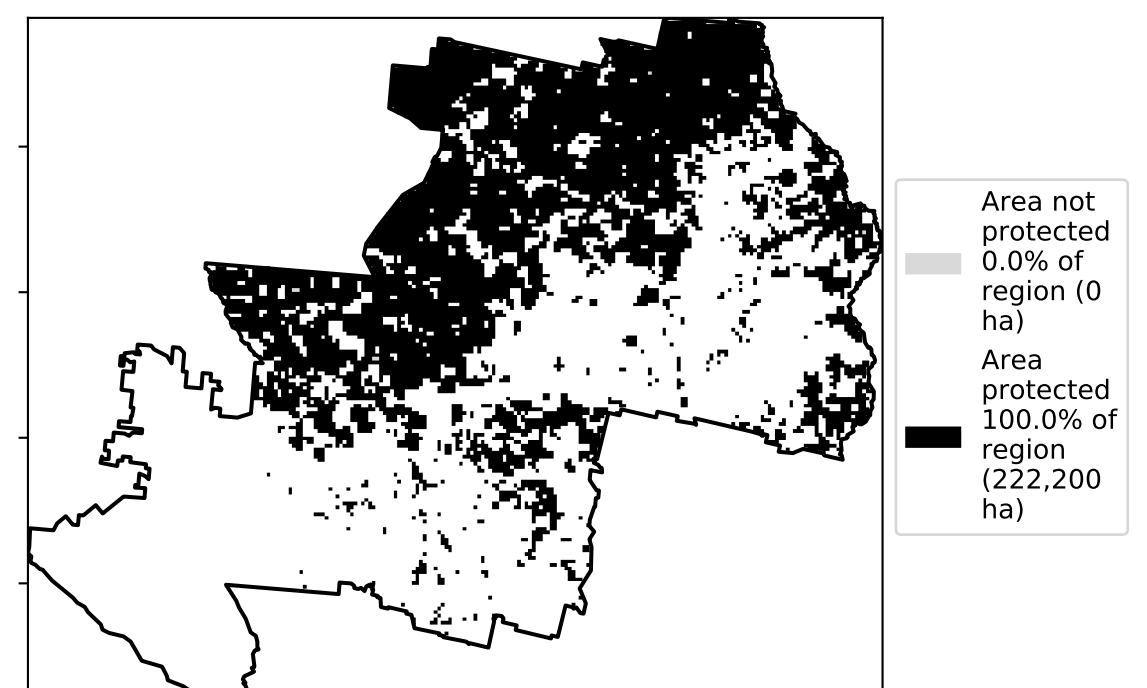 Area not
protected
0.0% of
region (0
ha)
Area
protected
100.0% of
region
(222,200
ha)